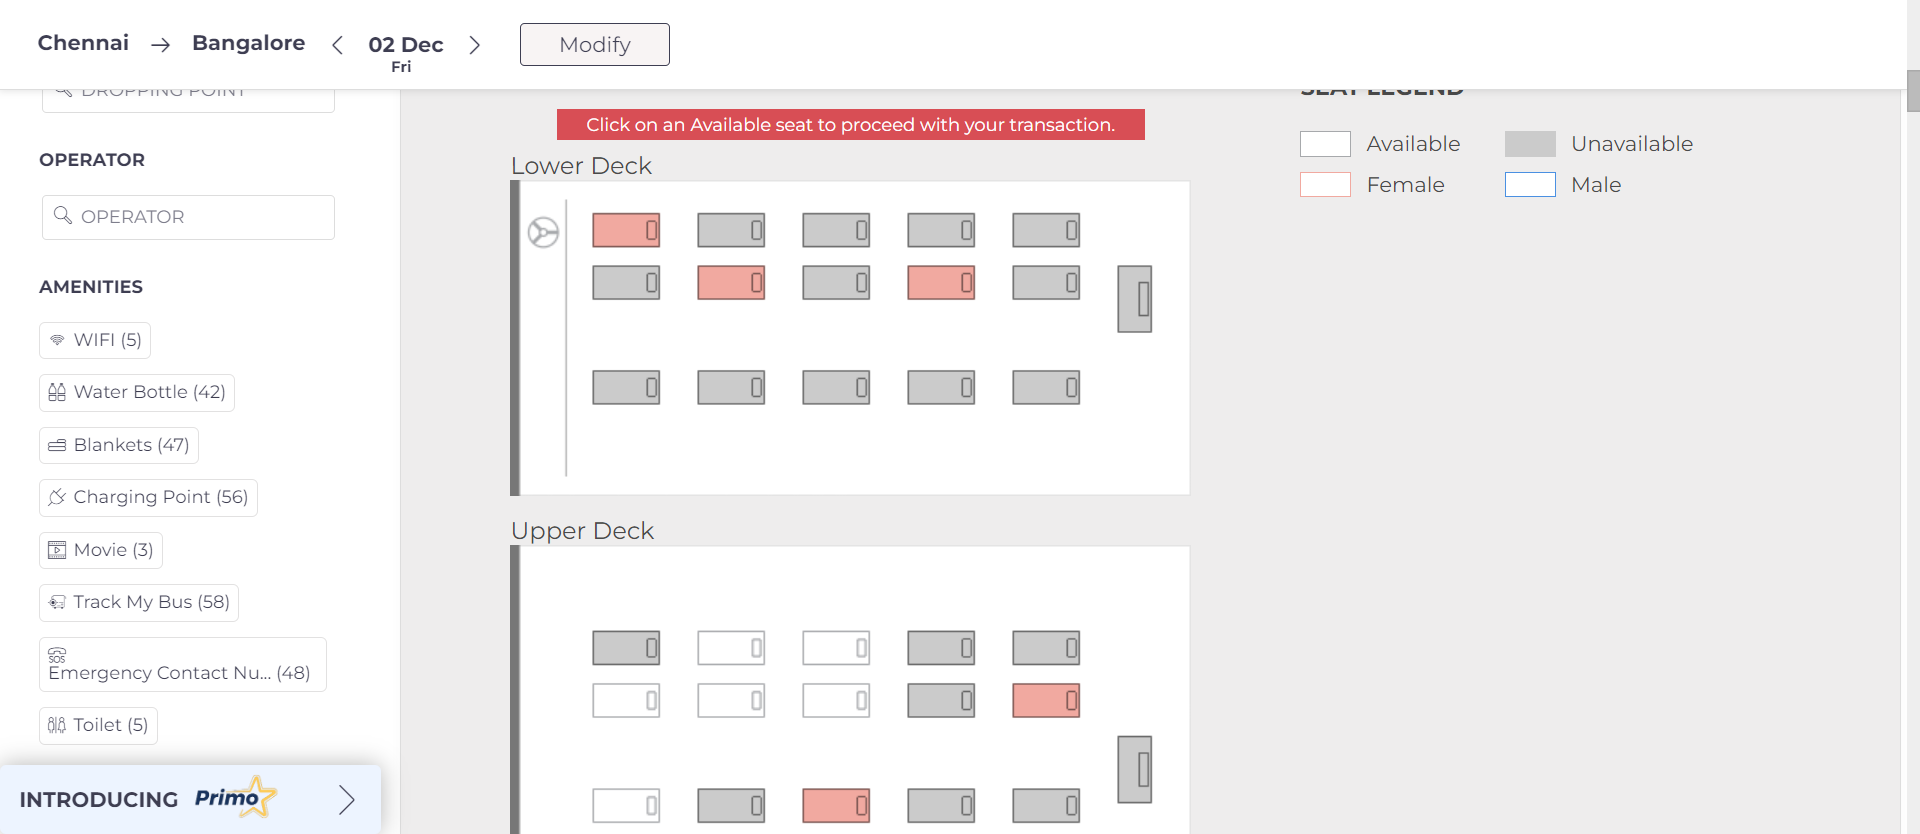 Chennai → Bangalore < 02 Dec > Modify
Fri
DROPPING POINT
OPERATOR
OPERATOR
AMENITIES
WIFI (5)
Water Bottle (42)
Blankets (47)
Charging Point (56)
Movie (3)
Track My Bus (58)
SOS
Emergency Contact Nu... (48)
Toilet (5)
INTRODUCING Primo
Click on an Available seat to proceed with your transaction.
Lower Deck
Upper Deck
SEAT LEGEND
Available Unavailable
Female Male